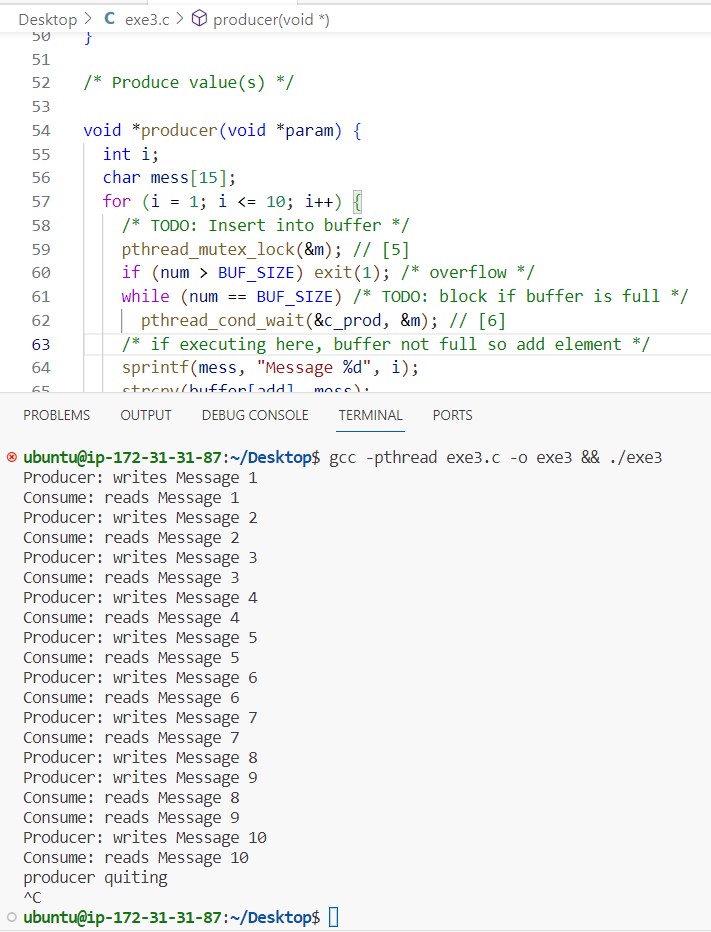 Desktop > C exe3.c > producer(void *)
50 }
51
52 /* Produce value(s) */
53
54 void *producer(void *param) {
55 int i;
56 char mess[15];
57 for (i = 1; i <= 10; i++) {
58 /* TODO: Insert into buffer */
59 pthread_mutex_lock(&m); // [5]
60 if (num > BUF_SIZE) exit(1); /* overflow */
61 while (num == BUF_SIZE) /* TODO: block if buffer is full */
62 pthread_cond_wait(&c_prod, &m); // [6]
63 /* if executing here, buffer not full so add element */
64 sprintf(mess, "Message %d", i);
65 strcpy(buffer[add], mess);
PROBLEMS OUTPUT DEBUG CONSOLE TERMINAL PORTS
ubuntu@ip-172-31-31-87:~/Desktop$ gcc -pthread exe3.c -o exe3 && ./exe3
Producer: writes Message 1
Consume: reads Message 1
Producer: writes Message 2
Consume: reads Message 2
Producer: writes Message 3
Consume: reads Message 3
Producer: writes Message 4
Consume: reads Message 4
Producer: writes Message 5
Consume: reads Message 5
Producer: writes Message 6
Consume: reads Message 6
Producer: writes Message 7
Consume: reads Message 7
Producer: writes Message 8
Producer: writes Message 9
Consume: reads Message 8
Consume: reads Message 9
Producer: writes Message 10
Consume: reads Message 10
producer quiting
^C
ubuntu@ip-172-31-31-87:~/Desktop$